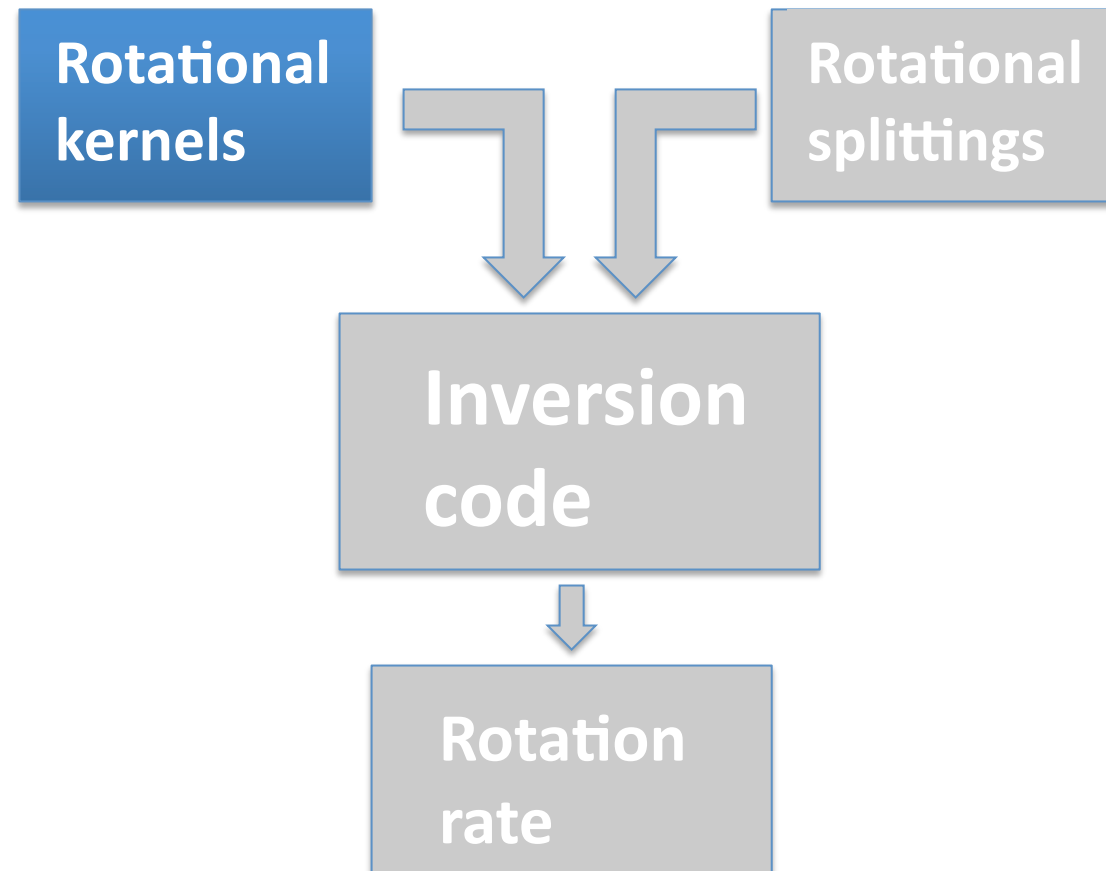 Rotational
kernels
Rotational
splittings
Inversion
code
Rotation
rate